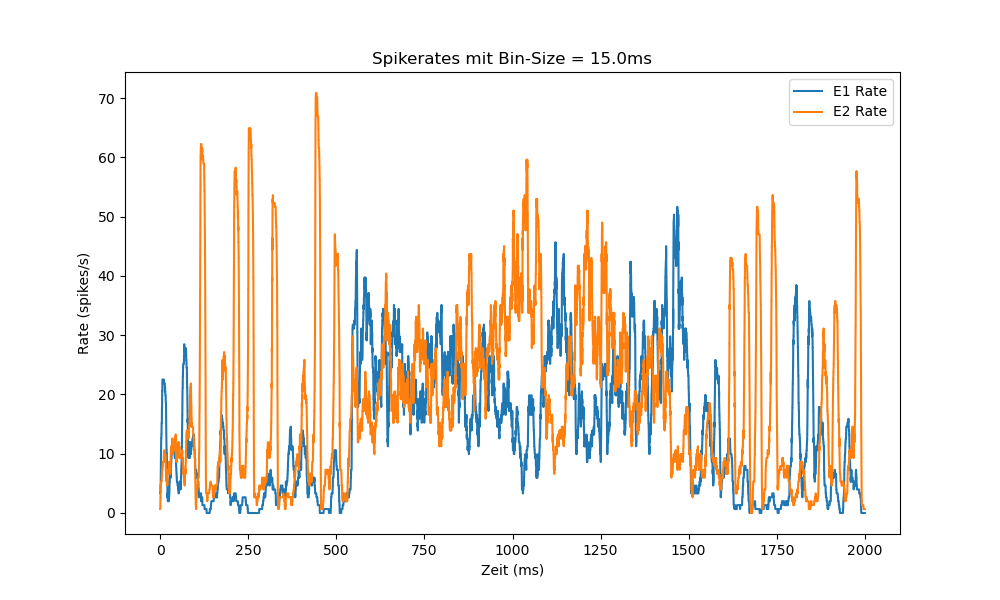 Spikerates mit Bin-Size = 15.0ms
E1 Rate
E2 Rate
70
60
50
40
30
20
10
0
Rate (spikes/s)
0 250 500 750 1000 1250 1500 1750 2000
Zeit (ms)